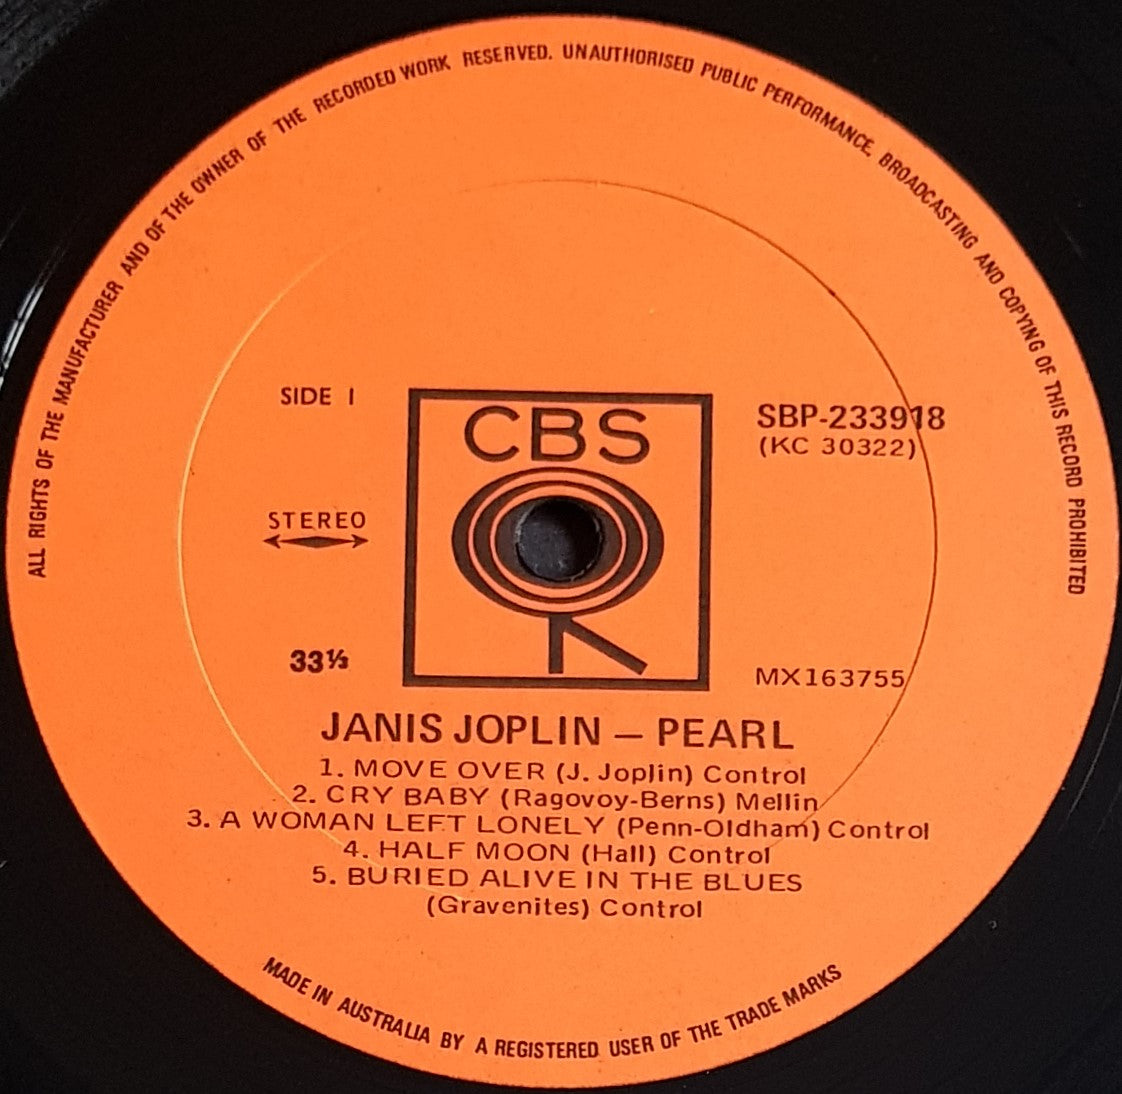 ALL RIGHTS OF THE MANUFACTURER AND OF THE OWNER OF THE RECORDED WORK RESERVED. UNAUTHORISED PUBLIC PERFORMANCE, BROADCASTING AND COPYING OF THIS RECORD PROHIBITED
SIDE 1
CBS
SBP-233918
(KC 30322)
STEREO
33⅓
MX163755
JANIS JOPLIN — PEARL
1. MOVE OVER (J. Joplin) Control
2. CRY BABY (Ragovoy-Berns) Mellin
3. A WOMAN LEFT LONELY (Penn-Oldham) Control
4. HALF MOON (Hall) Control
5. BURIED ALIVE IN THE BLUES
(Gravenites) Control
MADE IN AUSTRALIA BY A REGISTERED USER OF THE TRADE MARKS